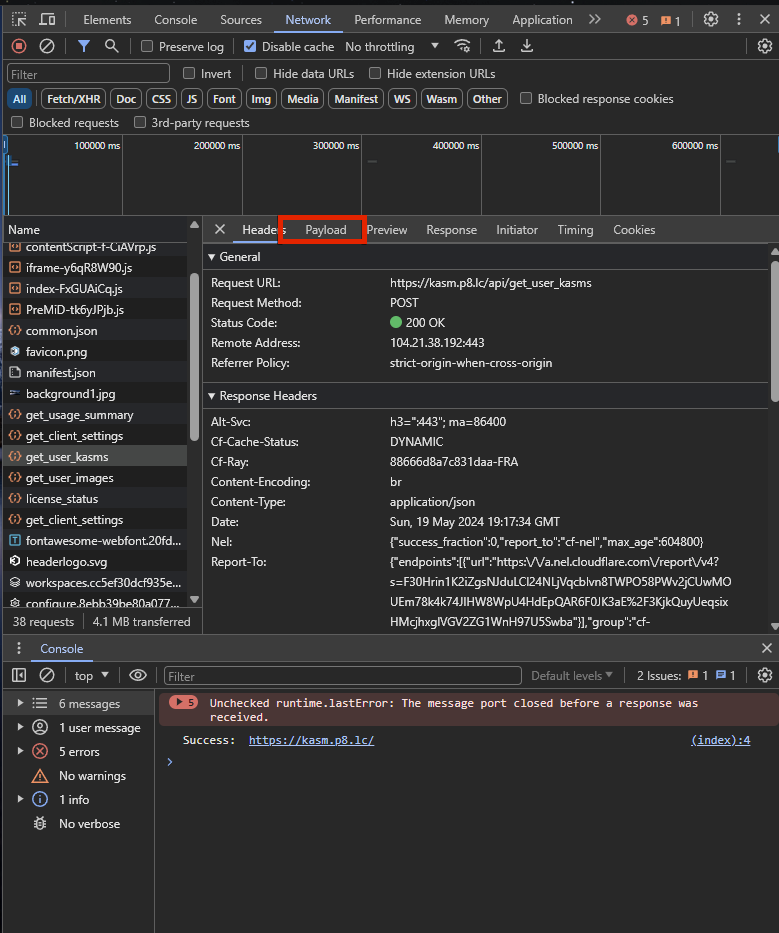 Elements Console Sources Network Performance Memory Application 5 1
Preserve log Disable cache No throttling
Filter Invert Hide data URLs Hide extension URLs
All Fetch/XHR Doc CSS JS Font Img Media Manifest WS Wasm Other Blocked response cookies
Blocked requests 3rd-party requests
100000 ms 200000 ms 300000 ms 400000 ms 500000 ms 600000 ms
Name
contentScript-f-CiAVrp.js
iframe-y6qR8W90.js
index-FxGUAiCq.js
PreMiD-tk6yJPjb.js
common.json
favicon.png
manifest.json
background1.jpg
get_usage_summary
get_client_settings
get_user_kasms
get_user_images
license_status
get_client_settings
fontawesome-webfont.20fd...
headerlogo.svg
workspaces.cc5ef30dcf935e...
configure.8ebb39be80a077...
38 requests 4.1 MB transferred
Headers Payload Preview Response Initiator Timing Cookies
General
Request URL: https://kasm.p8.lc/api/get_user_kasms
Request Method: POST
Status Code: 200 OK
Remote Address: 104.21.38.192:443
Referrer Policy: strict-origin-when-cross-origin
Response Headers
Alt-Svc: h3=":443"; ma=86400
Cf-Cache-Status: DYNAMIC
Cf-Ray: 88666d8a7c831daa-FRA
Content-Encoding: br
Content-Type: application/json
Date: Sun, 19 May 2024 19:17:34 GMT
Nel: {"success_fraction":0,"report_to":"cf-nel","max_age":604800}
Report-To: {"endpoints":[{"url":"https:\/\/a.nel.cloudflare.com\/report\/v4?
s=F30Hrin1K2iZgsNJduLCl24NLjVqcblvn8TWPO58PWv2jCUwMO
UEm78k4k74JIHW8WpU4HdEpQAR6F0JK3aE%2F3KjkQuyUeqsix
HMcjhxglVGV2ZG1WnH97U5Swba"}],"group":"cf-
Console
top Filter Default levels 2 Issues: 1 1
6 messages
1 user message
5 errors
No warnings
1 info
No verbose
5 Unchecked runtime.lastError: The message port closed before a response was
received.
Success: https://kasm.p8.lc/ (index):4